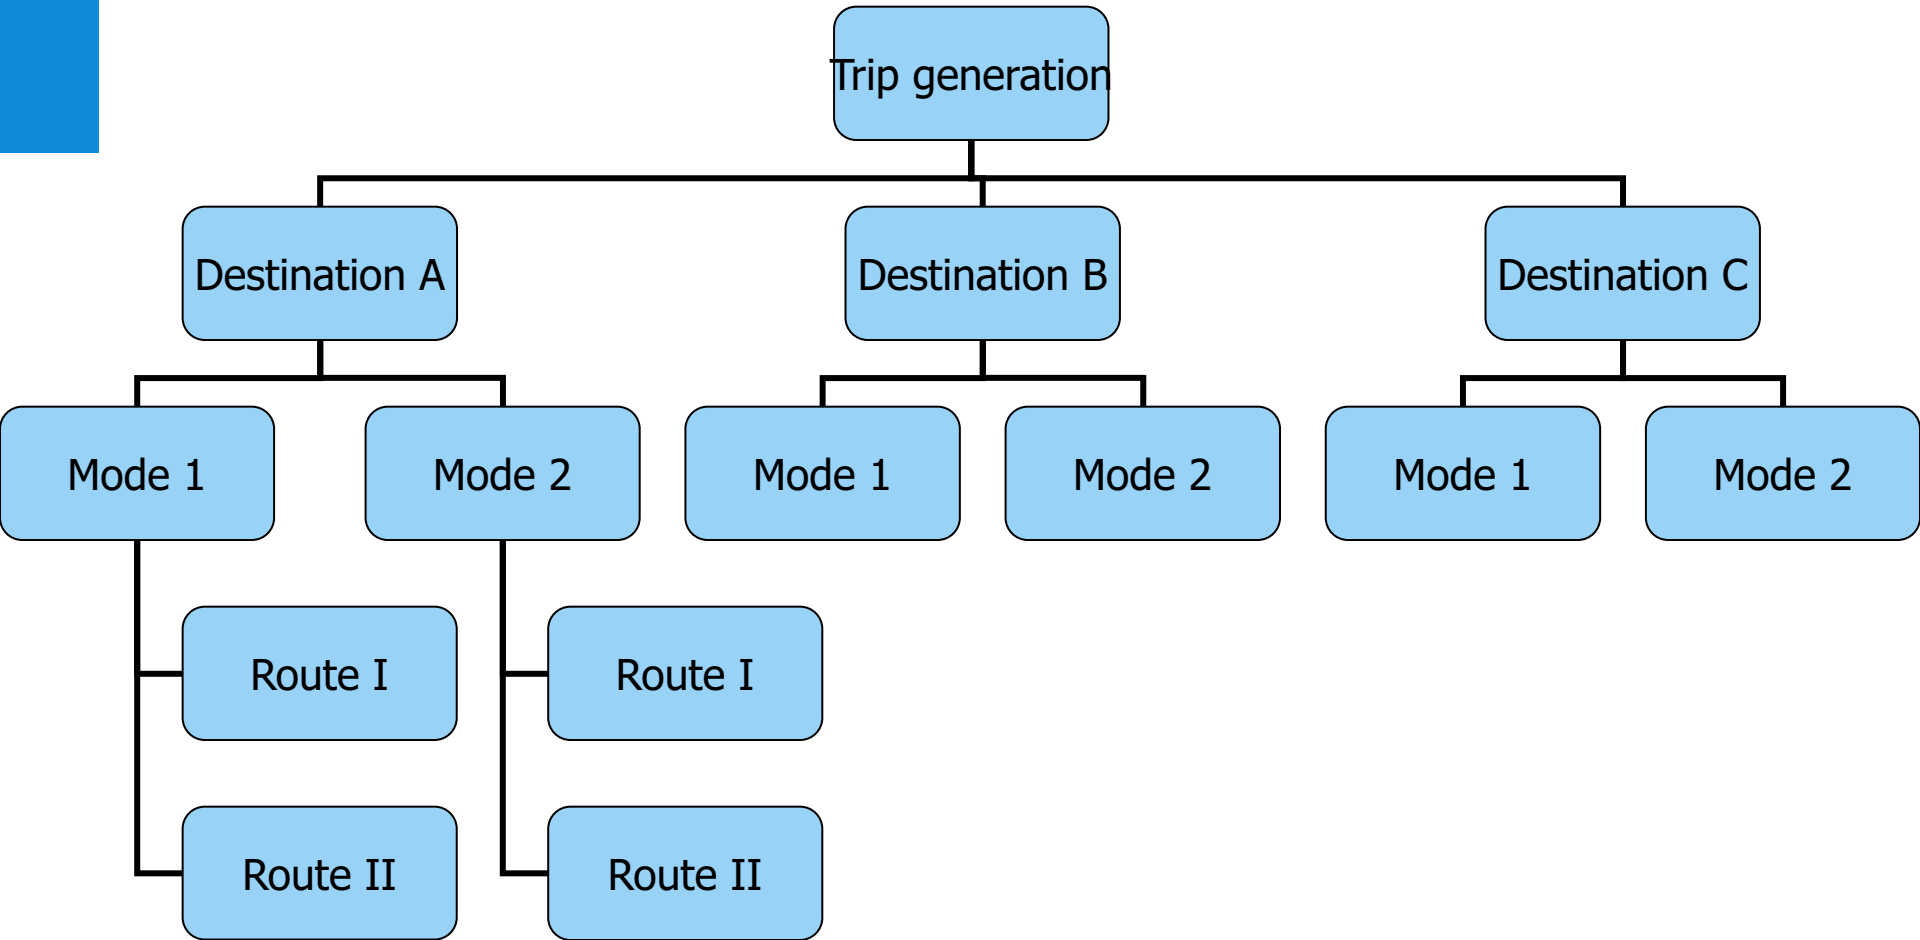 Trip generation
Destination A
Destination B
Destination C
Mode 1
Mode 2
Mode 1
Mode 2
Mode 1
Mode 2
Route I
Route I
Route II
Route II